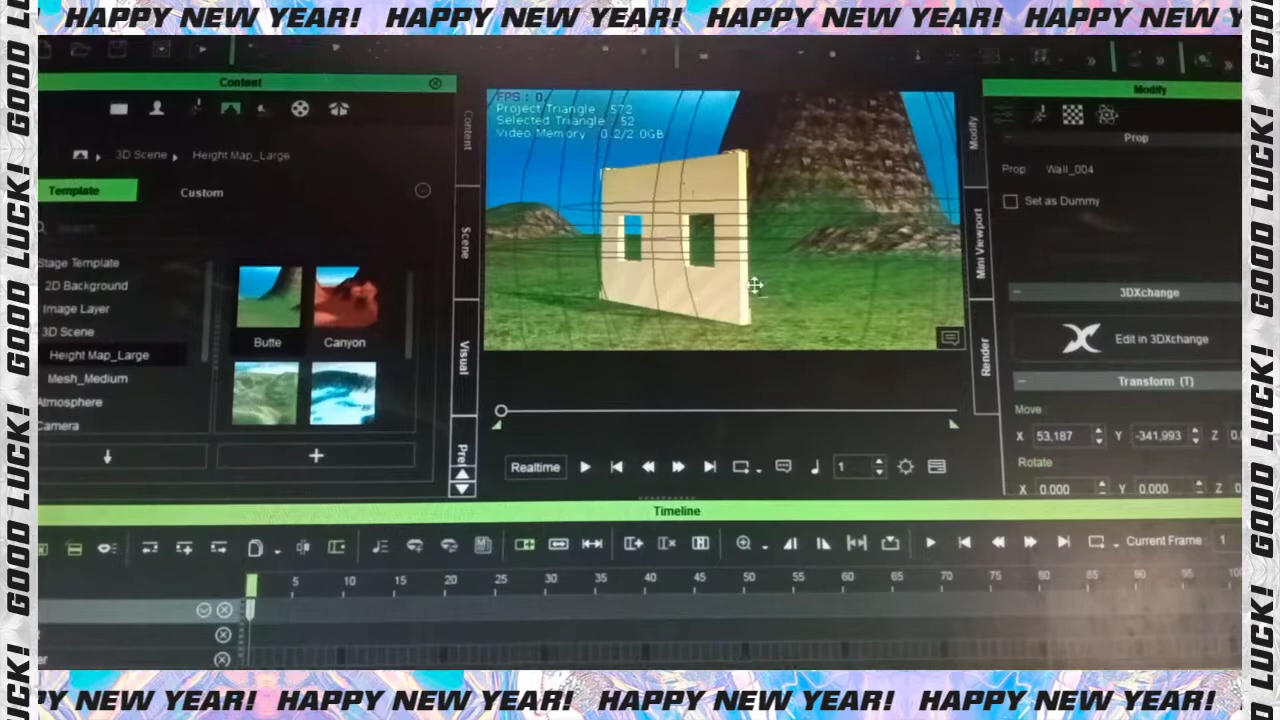 HAPPY NEW YEAR! HAPPY NEW YEAR! HAPPY NEW YEAR! HAPPY NEW
GOOD LUCK! GOOD LUCK! GOOD LUCK!
Content
Modify
FPS : 0.
Project Triangle : 572
Selected Triangle : 52
Video Memory : 0.2/2.0GB
Content
Scene
Visual
Modify
Mini Viewport
Render
3D Scene
Height Map_Large
Template
Custom
Search
Stage Template
2D Background
Image Layer
3D Scene
Height Map_Large
Mesh_Medium
Atmosphere
Camera
Butte
Canyon
Prop
Prop Wall_004
Set as Dummy
3DXchange
Edit in 3DXchange
Transform (T)
Move
X 53.187 Y -341.993 Z
Rotate
X 0.000 Y 0.000 Z
Realtime
1
Timeline
Current Frame : 1
5 10 15 20 25 30 35 40 45 50 55 60 65 70 75 80 85 90 95
NEW YEAR! HAPPY NEW YEAR! HAPPY NEW YEAR! HAPPY NEW YEAR!
GOOD LUCK! GOOD LUCK!